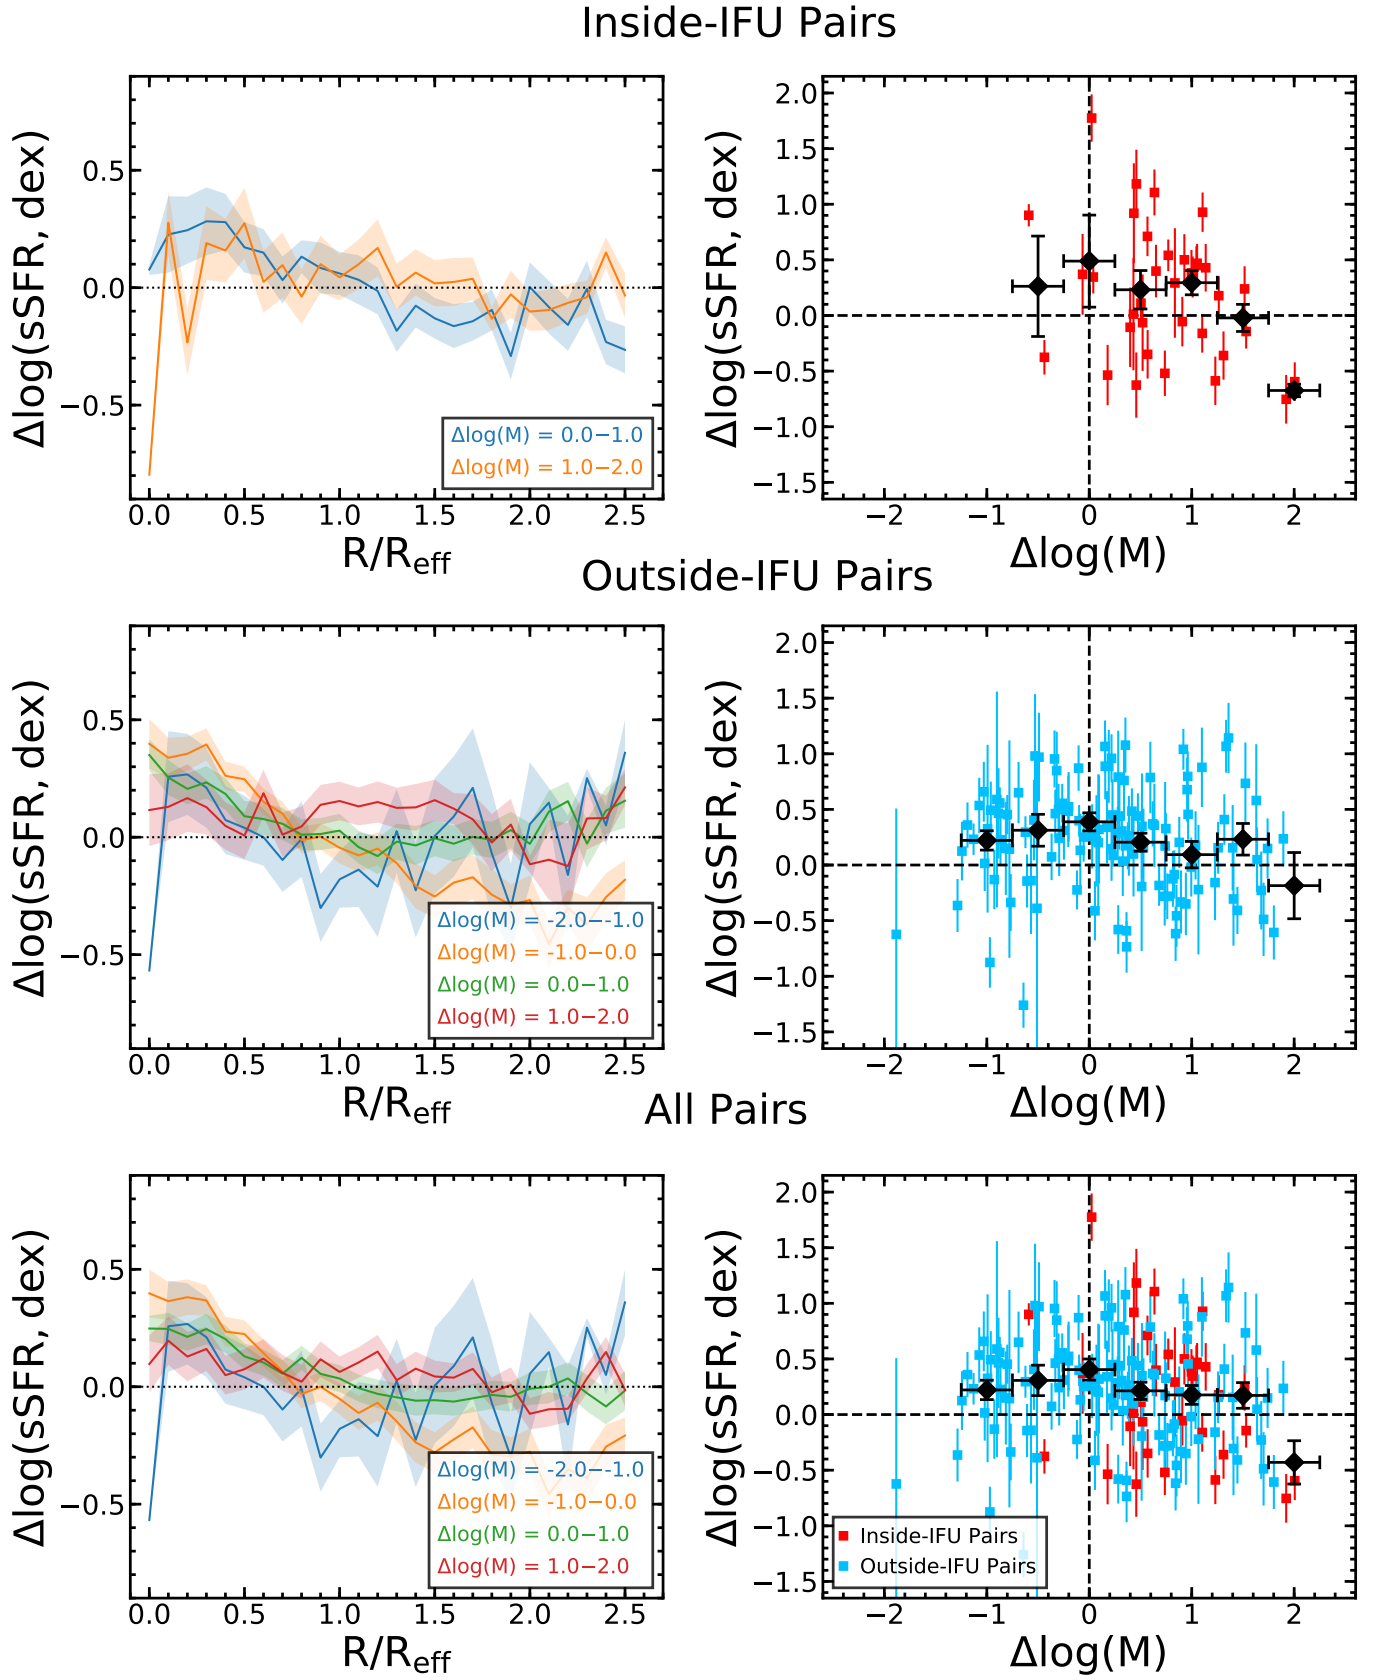 Inside-IFU Pairs
Δlog(sSFR, dex)
0.5
0.0
−0.5
Δlog(M) = 0.0−1.0
Δlog(M) = 1.0−2.0
0.0 0.5 1.0 1.5 2.0 2.5
R/Reff
Δlog(sSFR, dex)
2.0
1.5
1.0
0.5
0.0
−0.5
−1.0
−1.5
−2 −1 0 1 2
Δlog(M)
Outside-IFU Pairs
Δlog(sSFR, dex)
0.5
0.0
−0.5
Δlog(M) = -2.0−-1.0
Δlog(M) = -1.0−0.0
Δlog(M) = 0.0−1.0
Δlog(M) = 1.0−2.0
0.0 0.5 1.0 1.5 2.0 2.5
R/Reff
Δlog(sSFR, dex)
2.0
1.5
1.0
0.5
0.0
−0.5
−1.0
−1.5
−2 −1 0 1 2
Δlog(M)
All Pairs
Δlog(sSFR, dex)
0.5
0.0
−0.5
Δlog(M) = -2.0−-1.0
Δlog(M) = -1.0−0.0
Δlog(M) = 0.0−1.0
Δlog(M) = 1.0−2.0
0.0 0.5 1.0 1.5 2.0 2.5
R/Reff
Δlog(sSFR, dex)
2.0
1.5
1.0
0.5
0.0
−0.5
−1.0
−1.5
Inside-IFU Pairs
Outside-IFU Pairs
−2 −1 0 1 2
Δlog(M)